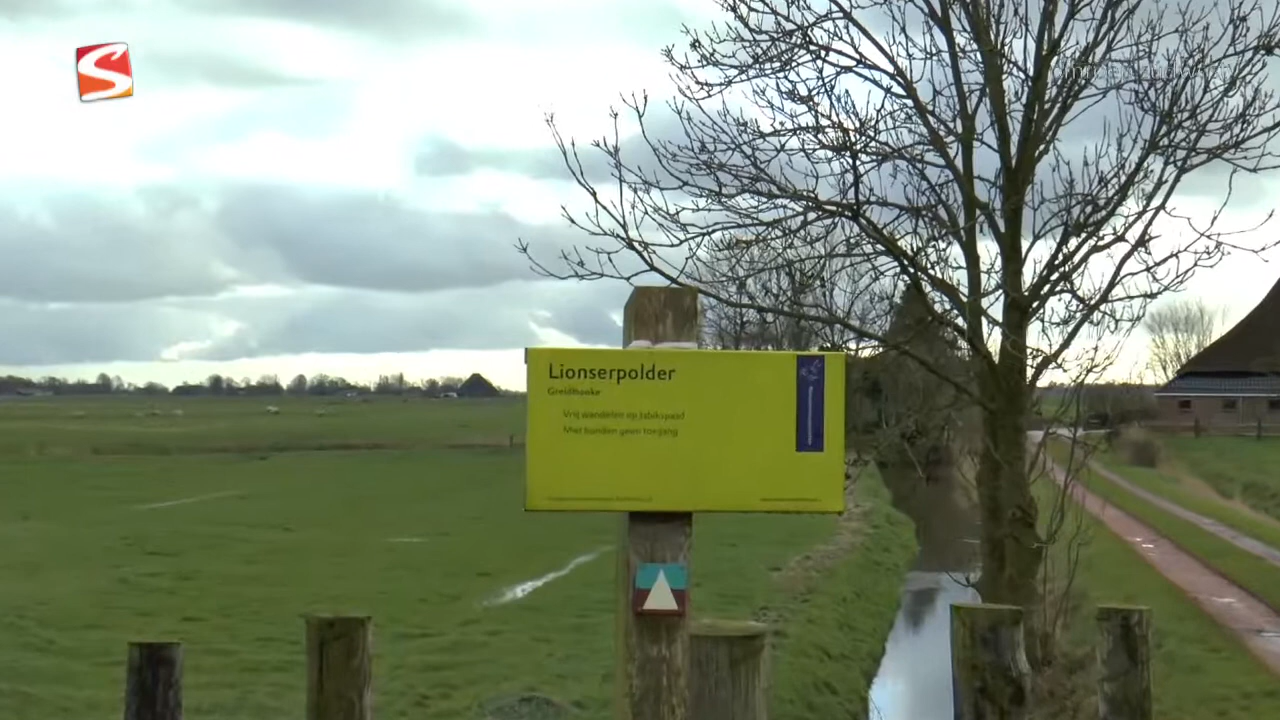 S
Lionserpolder
Greidhoeke
Vrij wandelen op Jabikspaad
Met honden geen toegang